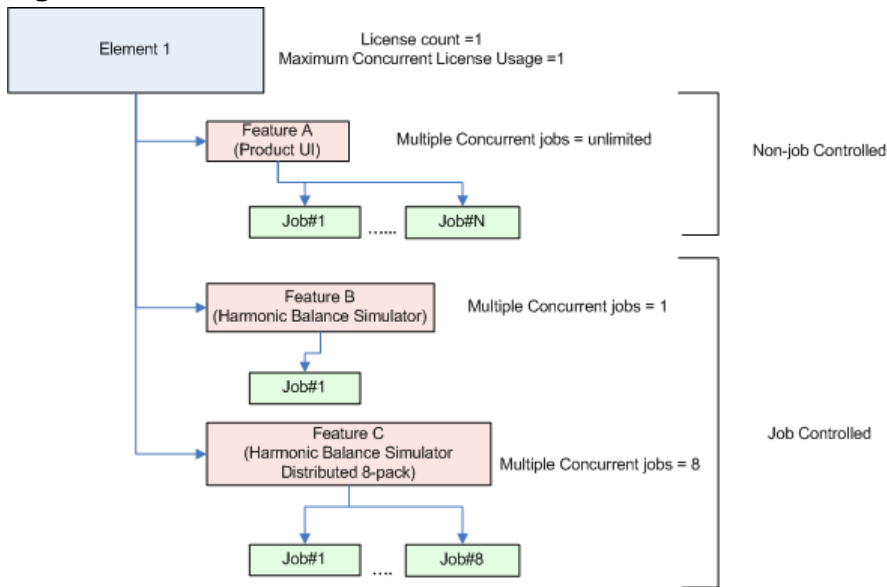 Element 1
License count =1
Maximum Concurrent License Usage =1
Feature A
(Product UI)
Multiple Concurrent jobs = unlimited
Non-job Controlled
Job#1
......
Job#N
Feature B
(Harmonic Balance Simulator)
Multiple Concurrent jobs = 1
Job#1
Job Controlled
Feature C
(Harmonic Balance Simulator
Distributed 8-pack)
Multiple Concurrent jobs = 8
Job#1
....
Job#8